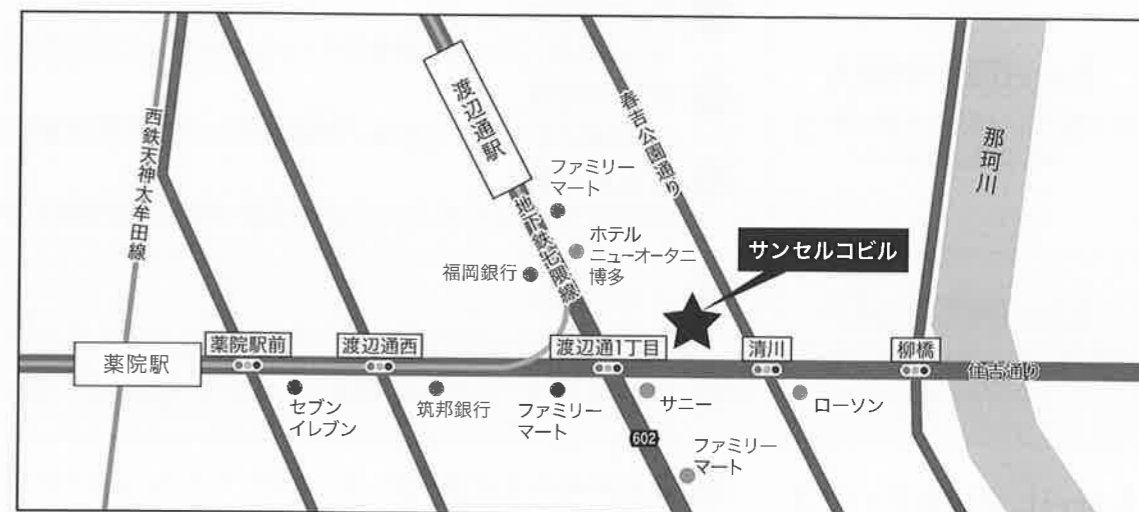 西鉄天神大牟田線
渡辺通駅
地下鉄七隈線
春吉公園通り
那珂川
ファミリー
マート
ホテル
ニューオータニ
博多
福岡銀行
サンセルコビル
薬院駅
薬院駅前
渡辺通西
渡辺通1丁目
清川
柳橋
住吉通り
セブン
イレブン
筑邦銀行
ファミリー
マート
サニー
ローソン
602
ファミリー
マート